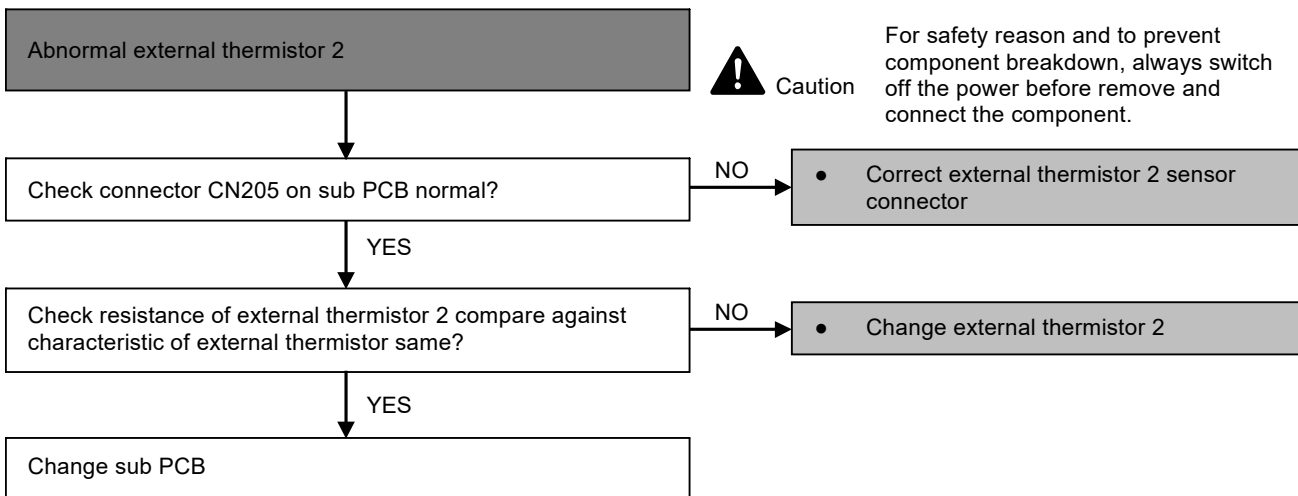 Abnormal external thermistor 2
Caution
For safety reason and to prevent
component breakdown, always switch
off the power before remove and
connect the component.
Check connector CN205 on sub PCB normal?
NO
● Correct external thermistor 2 sensor
connector
YES
Check resistance of external thermistor 2 compare against
characteristic of external thermistor same?
NO
● Change external thermistor 2
YES
Change sub PCB